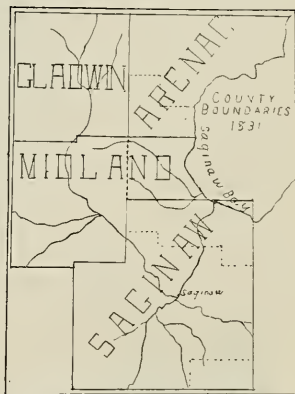 GLADWIN
ARENAC
COUNTY
BOUNDARIES
1831
MIDLAND
Saginaw Bay
SAGINAW
saginaw